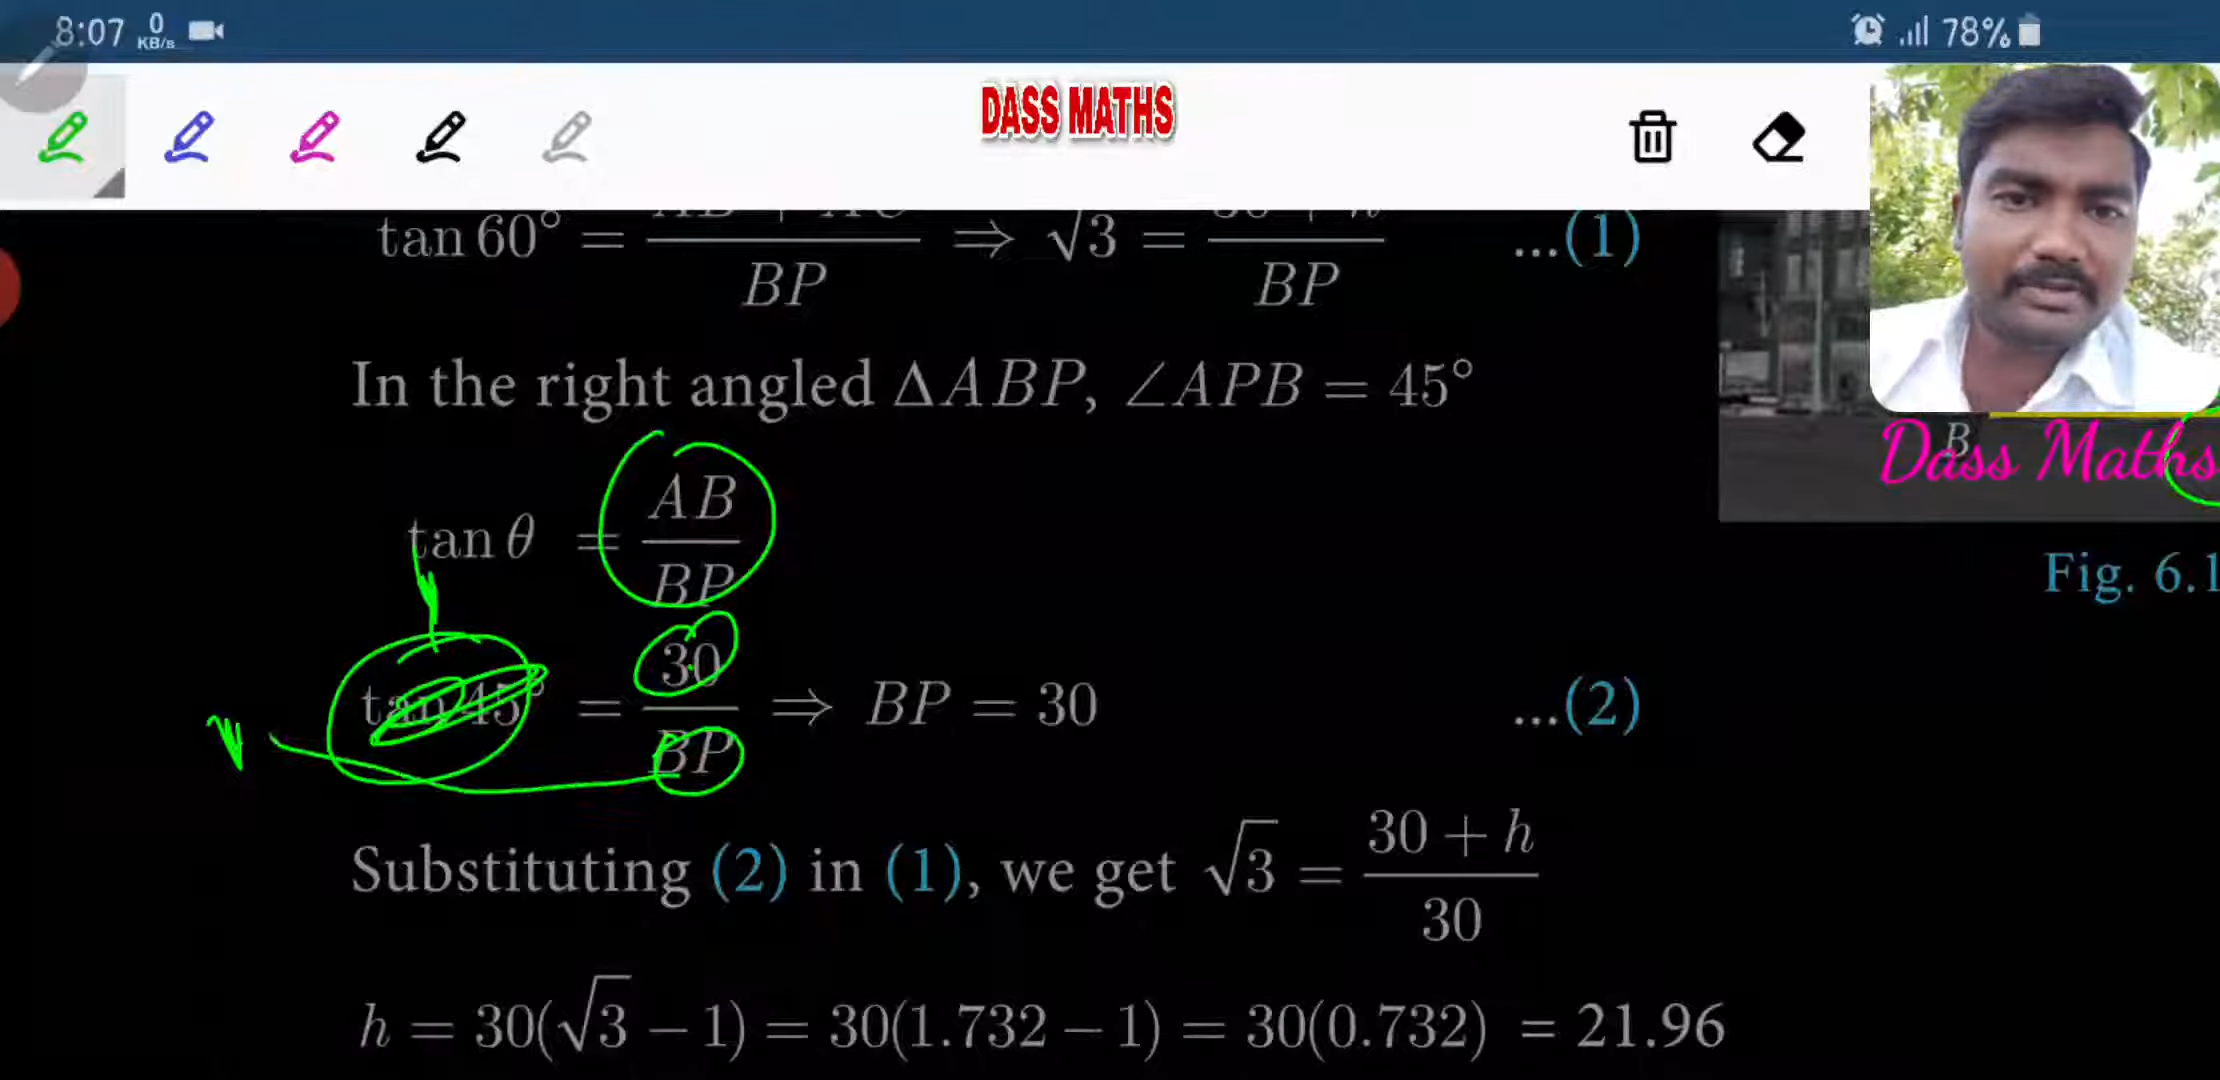 8:07 0 KB/s 78%
DASS MATHS
tan 60° = / BP ⇒ √3 = / BP ...(1)
In the right angled ΔABP, ∠APB = 45°
B
Dass Maths
tan θ = AB / BP
Fig. 6.1
tan 45° = 30 / BP ⇒ BP = 30 ...(2)
Substituting (2) in (1), we get √3 = 30 + h / 30
h = 30(√3 − 1) = 30(1.732 − 1) = 30(0.732) = 21.96